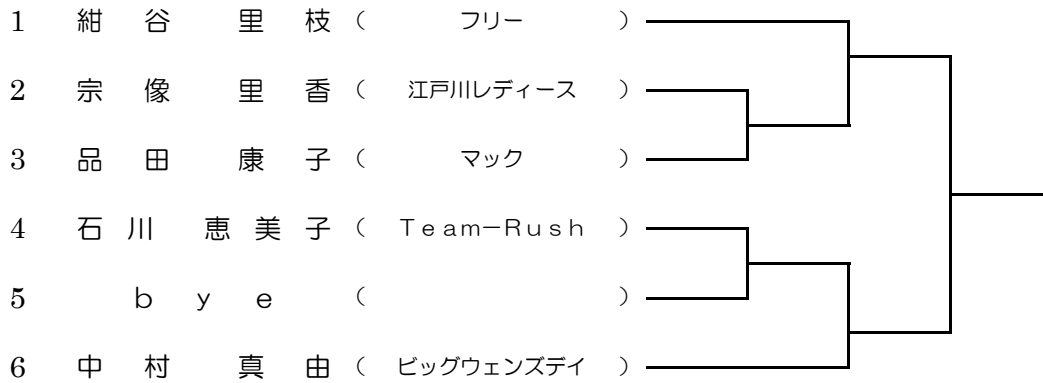 1 紺谷 里枝 ( フリー )
2 宗像 里香 ( 江戸川レディース )
3 品田 康子 ( マック )
4 石川 恵美子 ( Team－Rush )
5 bye ( )
6 中村 真由 ( ビッグウェンズデイ )